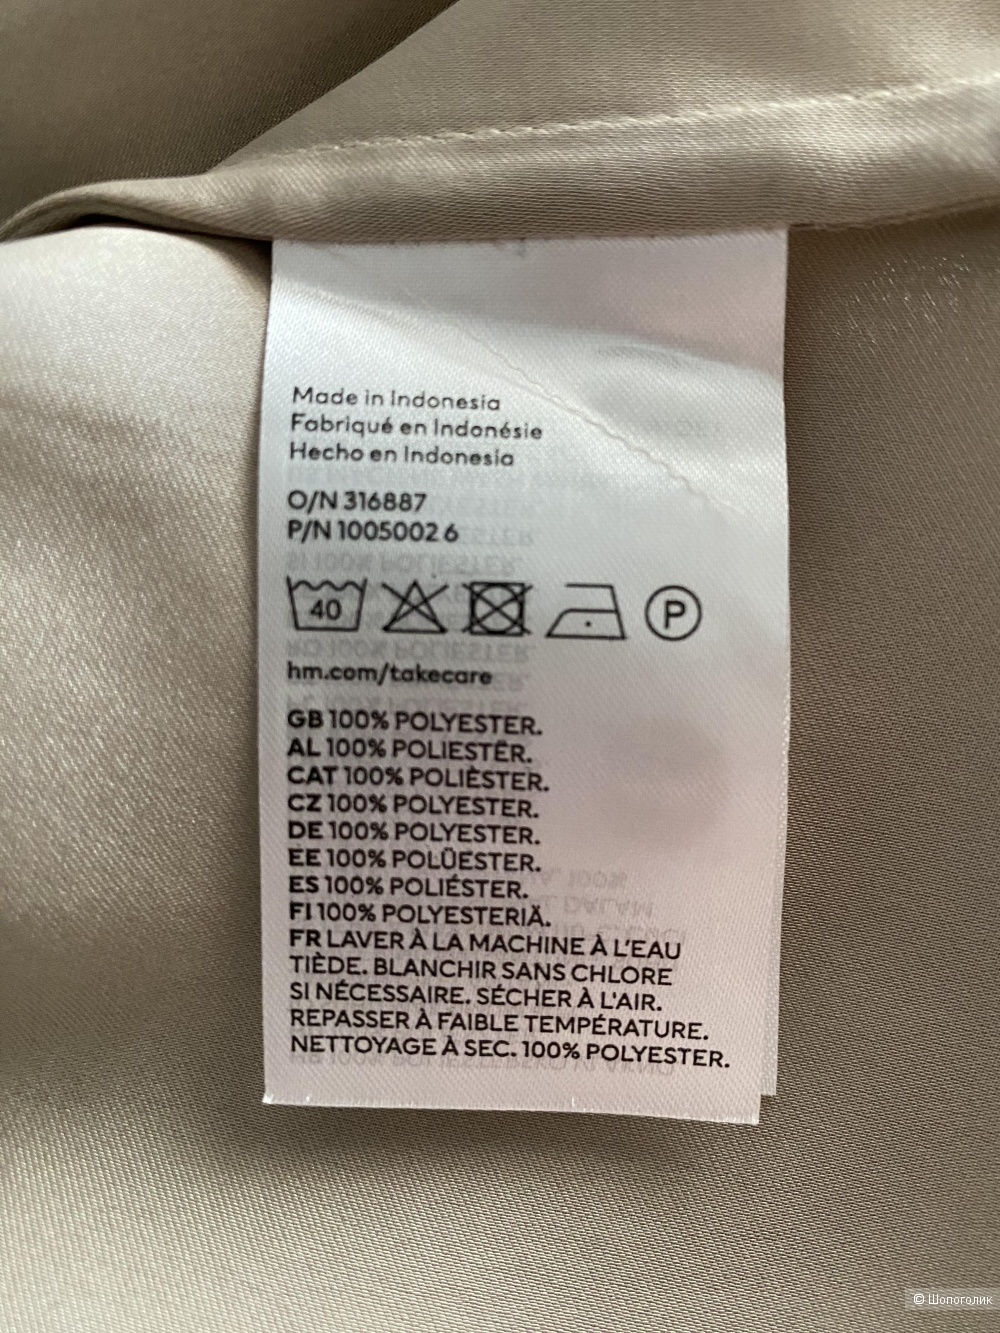 Made in Indonesia
Fabriqué en Indonésie
Hecho en Indonesia
O/N 316887
P/N 10050026
40
P
hm.com/takecare
GB 100% POLYESTER.
AL 100% POLIESTËR.
CAT 100% POLIÈSTER.
CZ 100% POLYESTER.
DE 100% POLYESTER.
EE 100% POLÜESTER.
ES 100% POLIÉSTER.
FI 100% POLYESTERIÄ.
FR LAVER À LA MACHINE À L'EAU
TIÈDE. BLANCHIR SANS CHLORE
SI NÉCESSAIRE. SÉCHER À L'AIR.
REPASSER À FAIBLE TEMPÉRATURE.
NETTOYAGE À SEC. 100% POLYESTER.
© Шопоголик